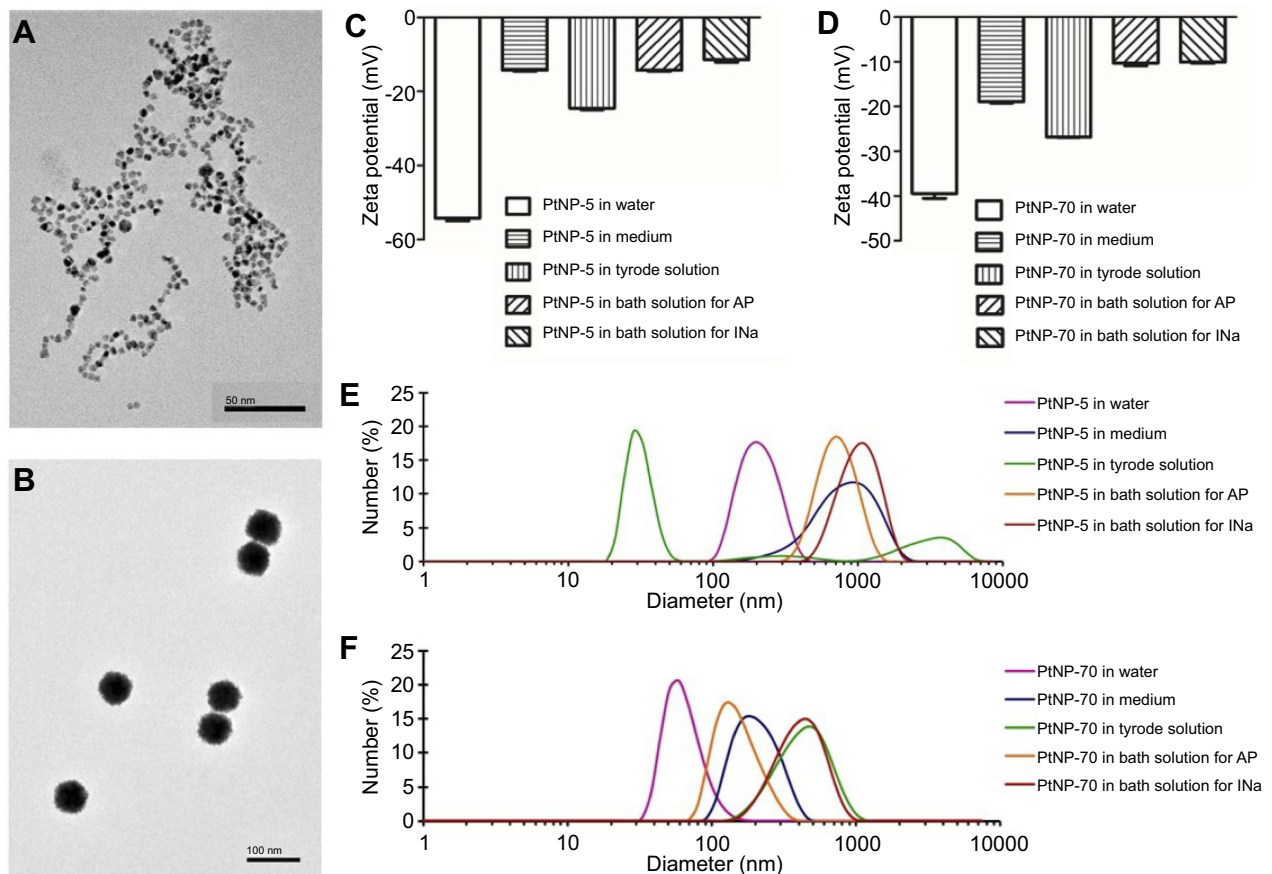 A
50 nm
B
100 nm
C
Zeta potential (mV)
0
-20
-40
-60
PtNP-5 in water
PtNP-5 in medium
PtNP-5 in tyrode solution
PtNP-5 in bath solution for AP
PtNP-5 in bath solution for INa
D
Zeta potential (mV)
0
-10
-20
-30
-40
-50
PtNP-70 in water
PtNP-70 in medium
PtNP-70 in tyrode solution
PtNP-70 in bath solution for AP
PtNP-70 in bath solution for INa
E
Number (%)
25
20
15
10
5
0
1 10 100 1000 10000
Diameter (nm)
PtNP-5 in water
PtNP-5 in medium
PtNP-5 in tyrode solution
PtNP-5 in bath solution for AP
PtNP-5 in bath solution for INa
F
Number (%)
25
20
15
10
5
0
1 10 100 1000 10000
Diameter (nm)
PtNP-70 in water
PtNP-70 in medium
PtNP-70 in tyrode solution
PtNP-70 in bath solution for AP
PtNP-70 in bath solution for INa